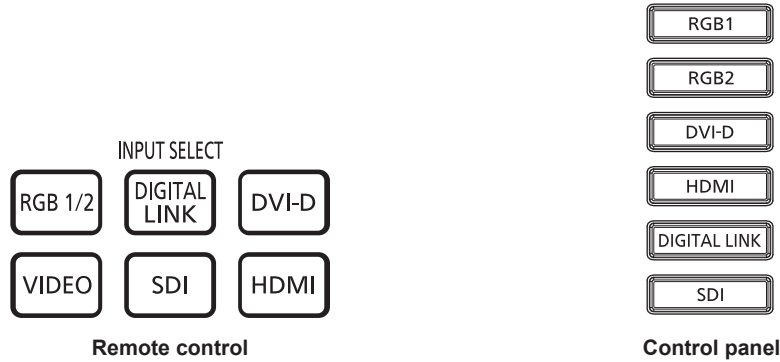 INPUT SELECT
RGB 1/2
DIGITAL
LINK
DVI-D
VIDEO
SDI
HDMI
Remote control
RGB1
RGB2
DVI-D
HDMI
DIGITAL LINK
SDI
Control panel